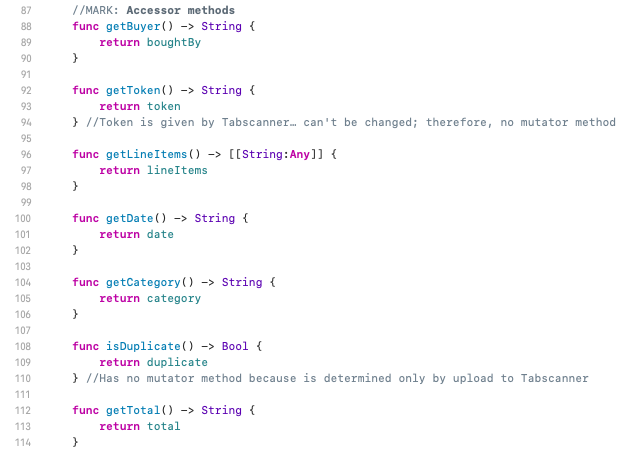 87 //MARK: Accessor methods
88 func getBuyer() -> String {
89 return boughtBy
90 }
91
92 func getToken() -> String {
93 return token
94 } //Token is given by Tabscanner… can't be changed; therefore, no mutator method
95
96 func getLineItems() -> [[String:Any]] {
97 return lineItems
98 }
99
100 func getDate() -> String {
101 return date
102 }
103
104 func getCategory() -> String {
105 return category
106 }
107
108 func isDuplicate() -> Bool {
109 return duplicate
110 } //Has no mutator method because is determined only by upload to Tabscanner
111
112 func getTotal() -> String {
113 return total
114 }